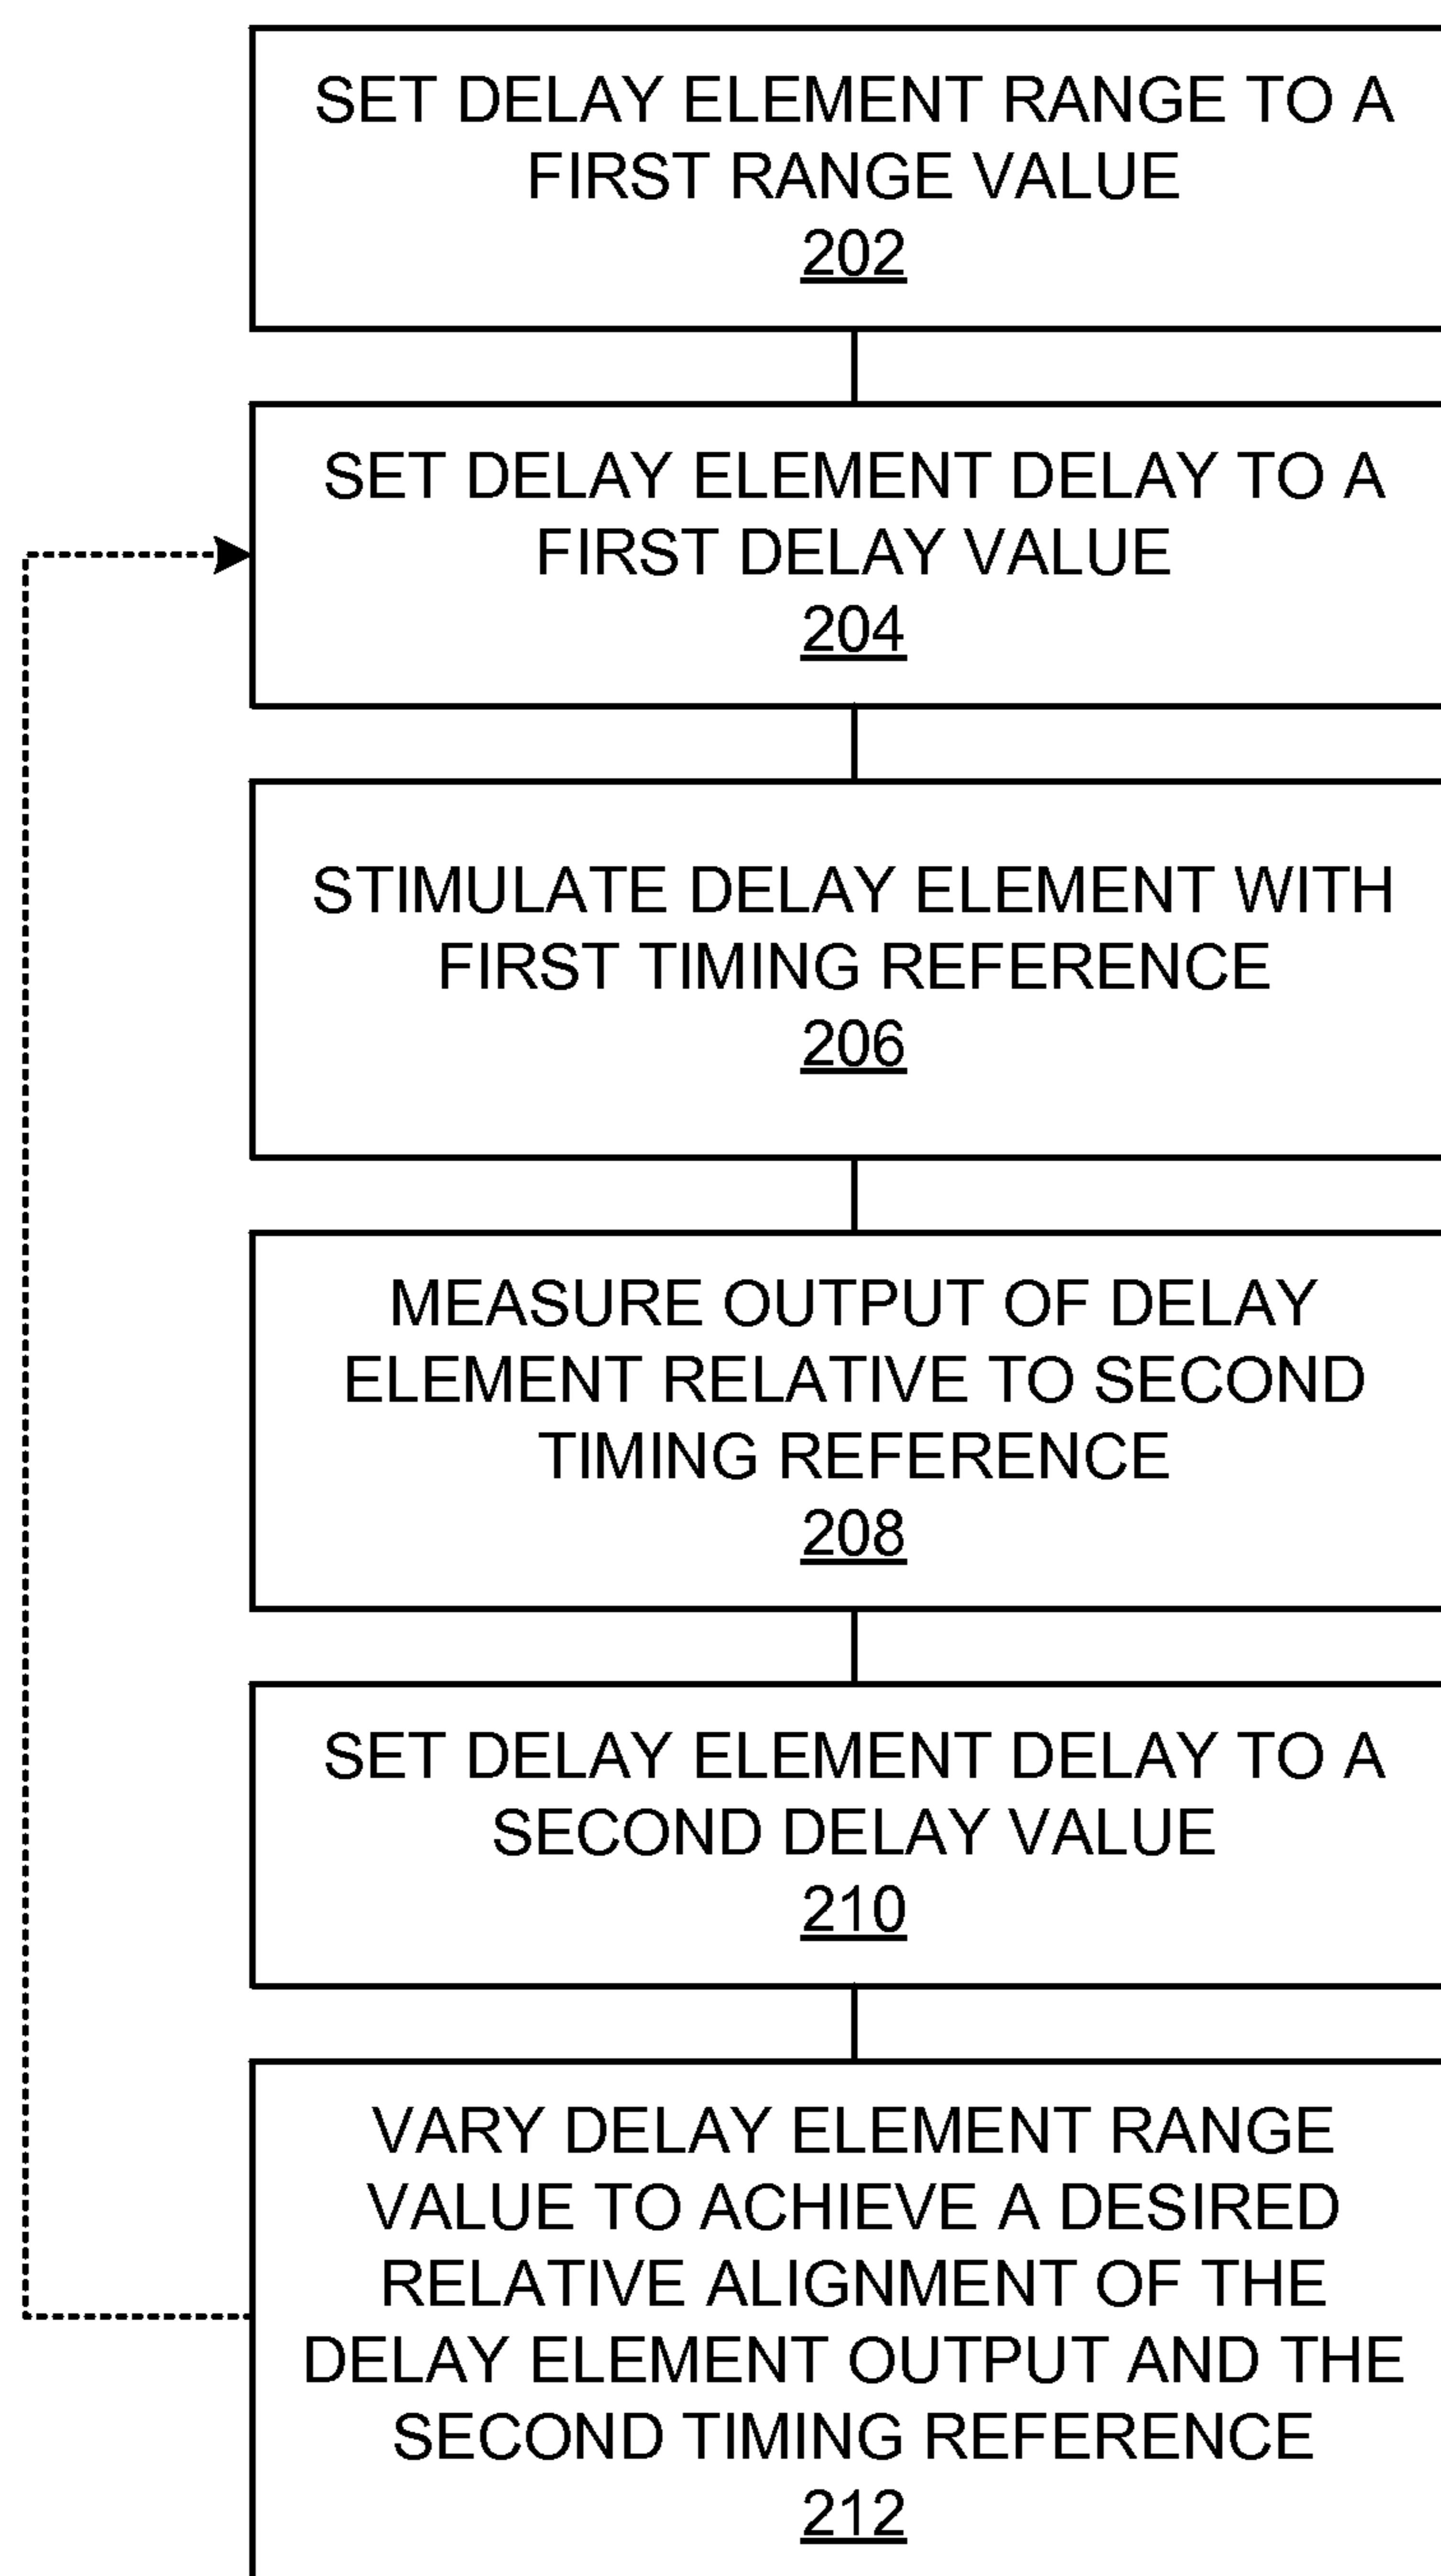 SET DELAY ELEMENT RANGE TO A
FIRST RANGE VALUE
202
SET DELAY ELEMENT DELAY TO A
FIRST DELAY VALUE
204
STIMULATE DELAY ELEMENT WITH
FIRST TIMING REFERENCE
206
MEASURE OUTPUT OF DELAY
ELEMENT RELATIVE TO SECOND
TIMING REFERENCE
208
SET DELAY ELEMENT DELAY TO A
SECOND DELAY VALUE
210
VARY DELAY ELEMENT RANGE
VALUE TO ACHIEVE A DESIRED
RELATIVE ALIGNMENT OF THE
DELAY ELEMENT OUTPUT AND THE
SECOND TIMING REFERENCE
212